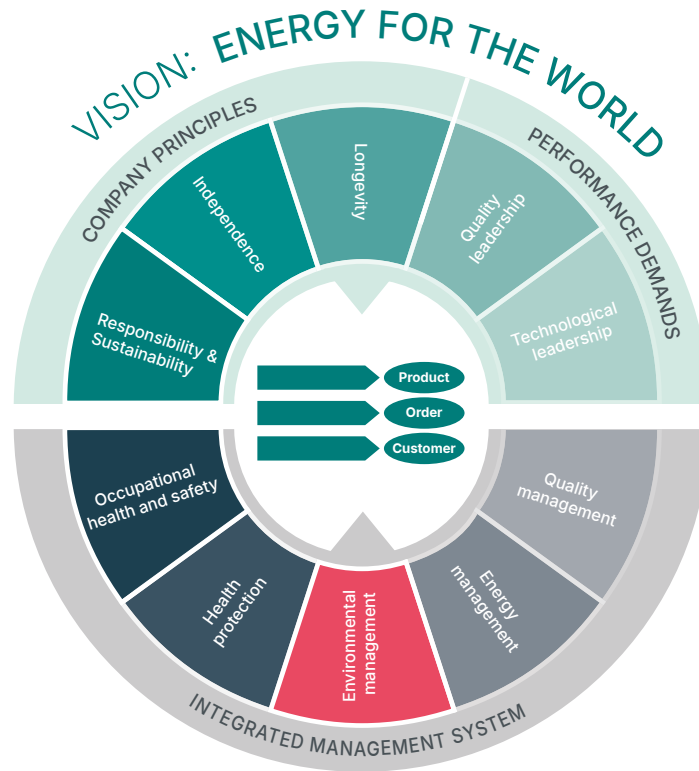 VISION: ENERGY FOR THE WORLD
COMPANY PRINCIPLES
PERFORMANCE DEMANDS
Responsibility &
Sustainability
Independence
Longevity
Quality
leadership
Technological
leadership
Product
Order
Customer
Occupational
health and safety
Health
protection
Environmental
management
Energy
management
Quality
management
INTEGRATED MANAGEMENT SYSTEM